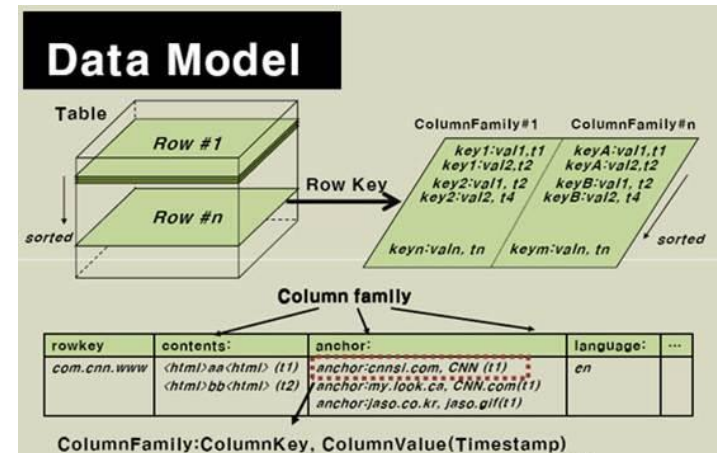 Data Model
Table
Row #1
Row #n
sorted
Row Key
ColumnFamily#1
ColumnFamily#n
key1:val1,t1
key1:val2,t2
key2:val1, t2
key2:val2, t4
keyn:valn, tn
keyA:val1,t1
keyA:val2,t2
keyB:val1, t2
keyB:val2, t4
keym:valn, tn
sorted
Column family
rowkey contents: anchor: language: ...
com.cnn.www <html>aa<html> (t1) anchor:cnnsi.com, CNN (t1) en
<html>bb<html> (t2) anchor:my.look.ca, CNN.com(t1)
anchor:jaso.co.kr, jaso.gif(t1)
ColumnFamily:ColumnKey, ColumnValue(Timestamp)